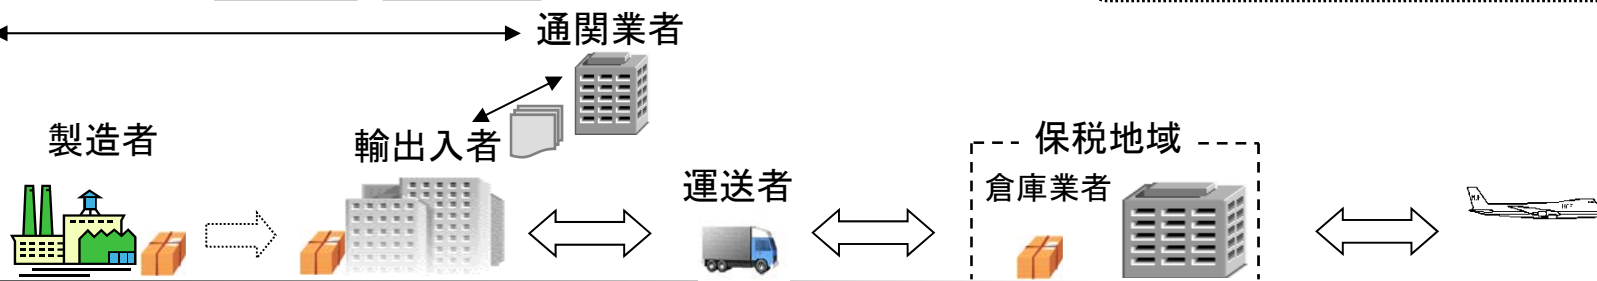 通関業者
製造者
輸出入者
保税地域
運送者
倉庫業者